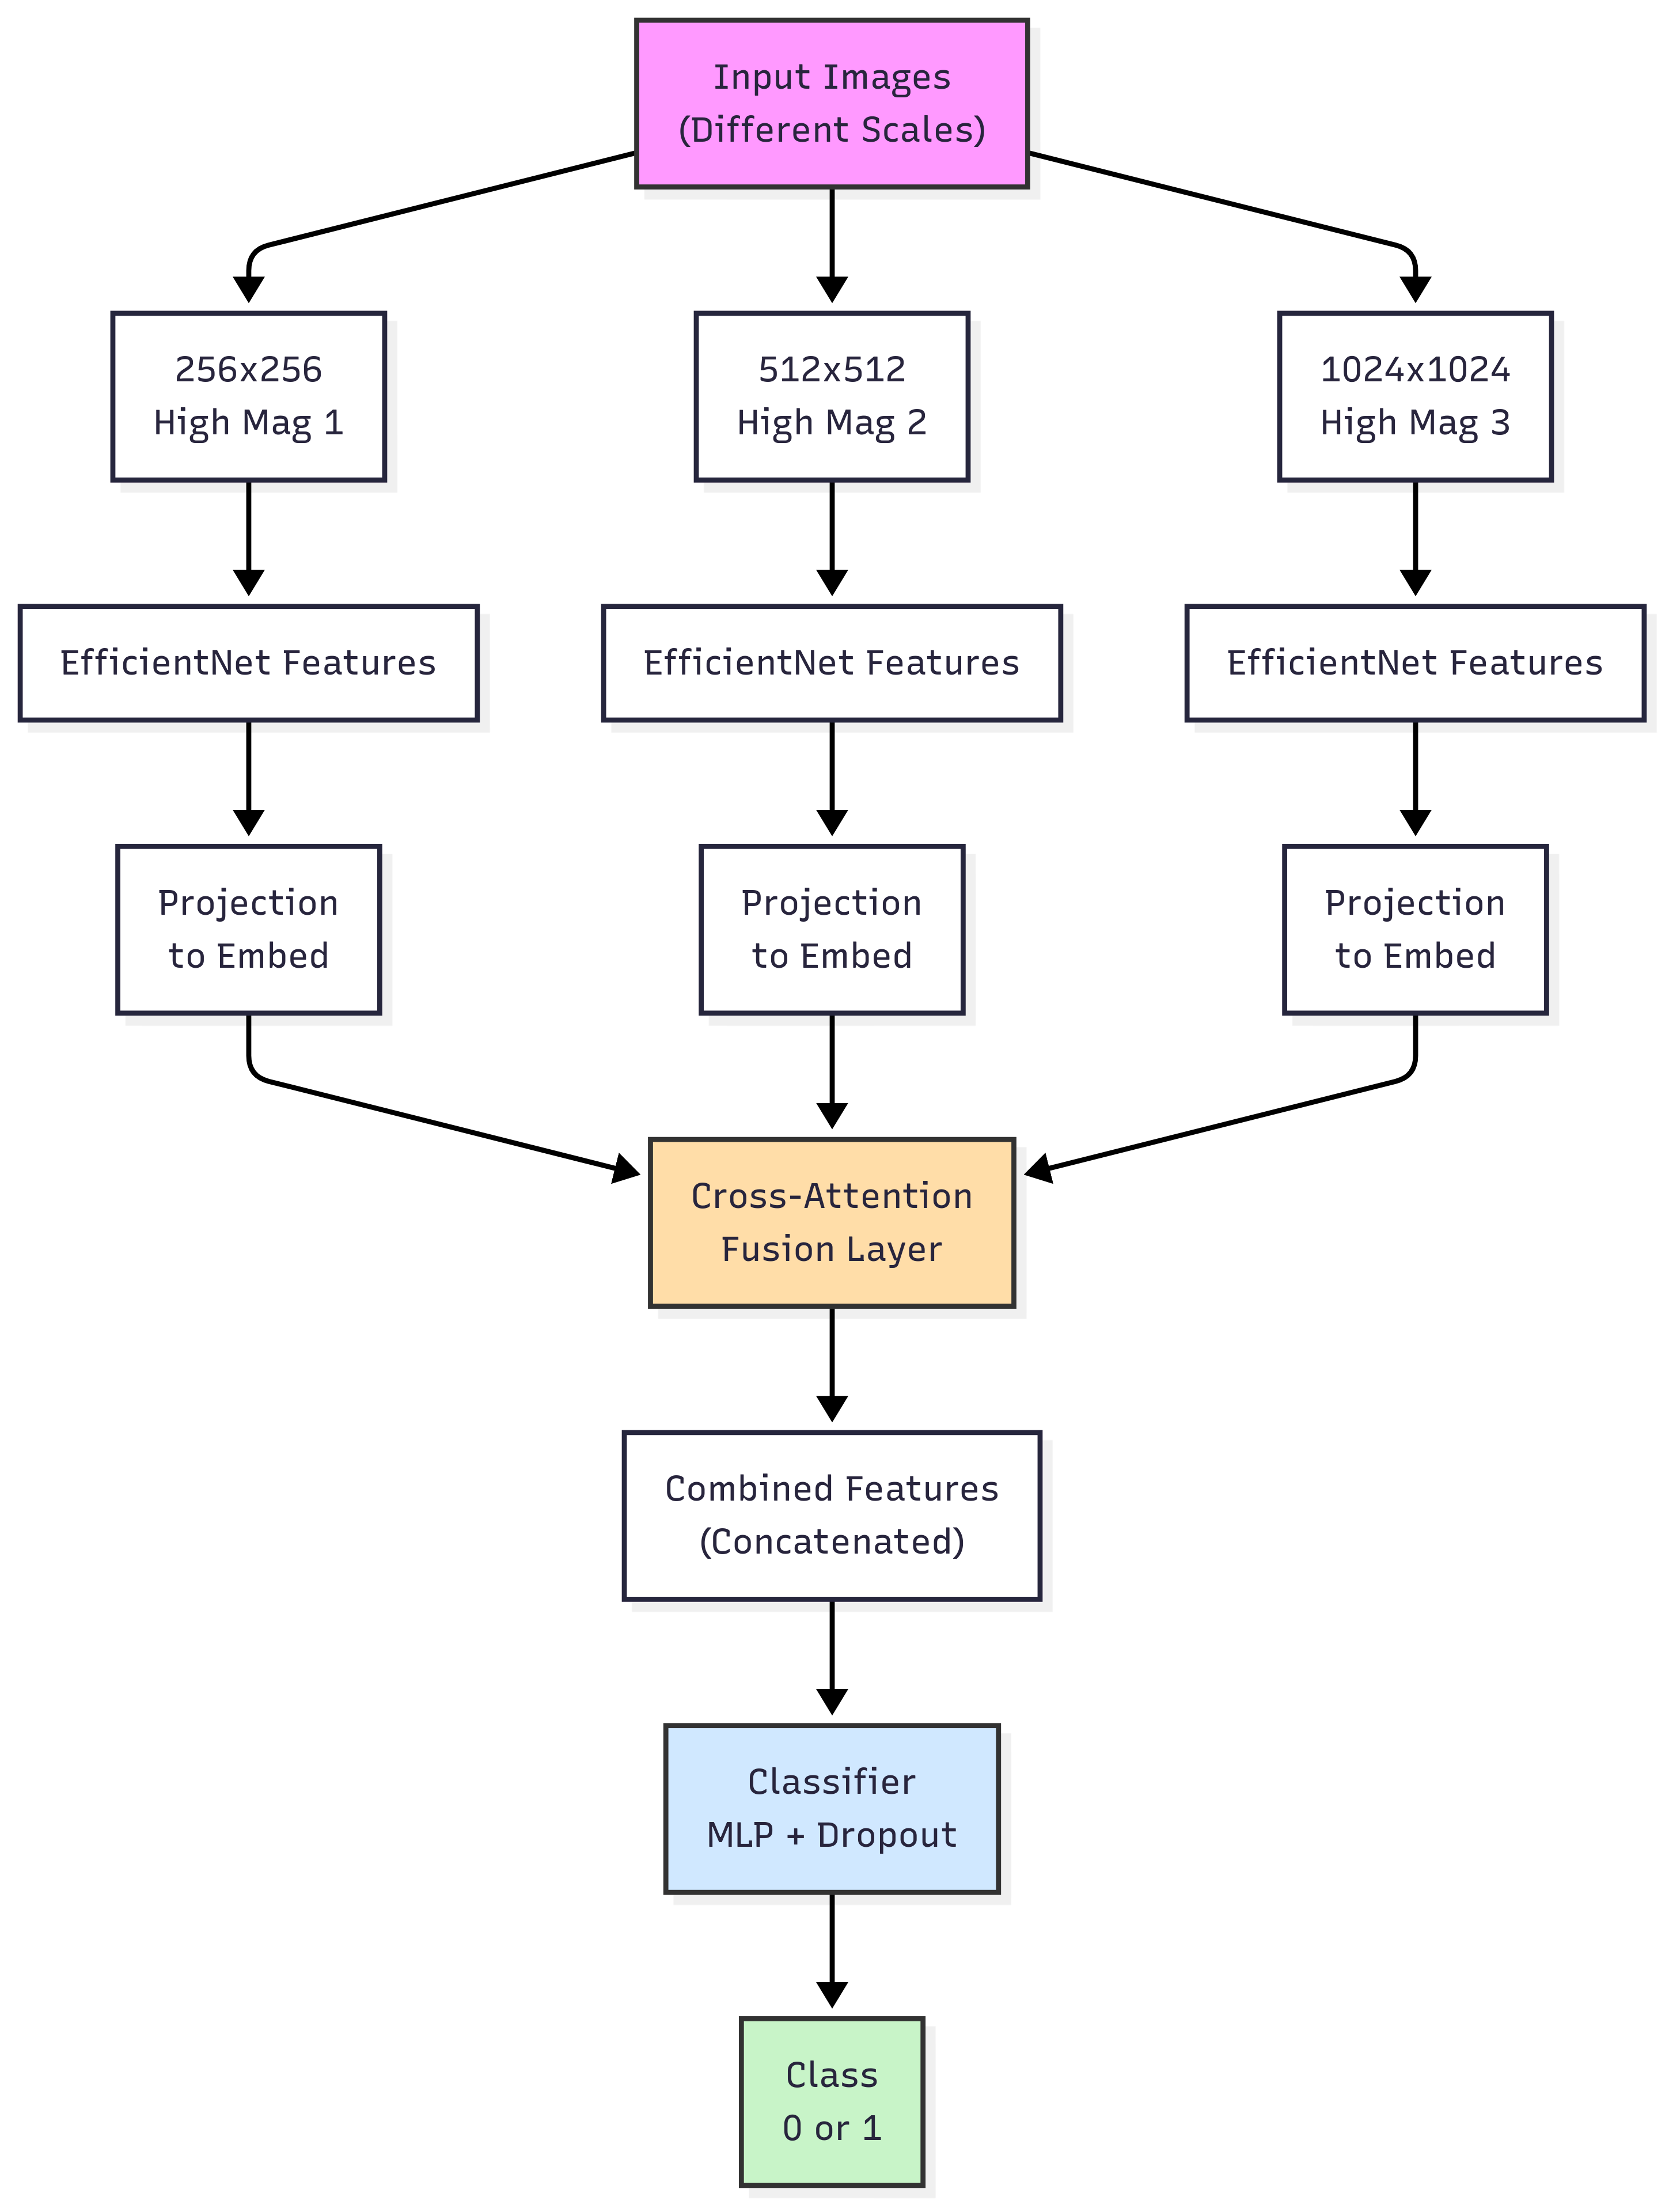 Input Images
(Different Scales)
256x256
High Mag 1
512x512
High Mag 2
1024x1024
High Mag 3
EfficientNet Features
EfficientNet Features
EfficientNet Features
Projection
to Embed
Projection
to Embed
Projection
to Embed
Cross-Attention
Fusion Layer
Combined Features
(Concatenated)
Classifier
MLP + Dropout
Class
0 or 1